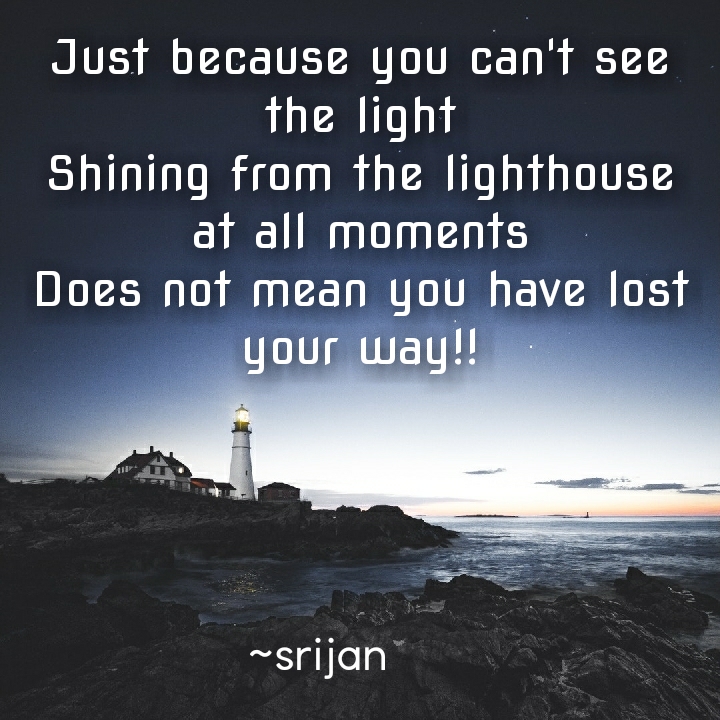 Just because you can't see
the light
Shining from the lighthouse
at all moments
Does not mean you have lost
your way!!
~srijan